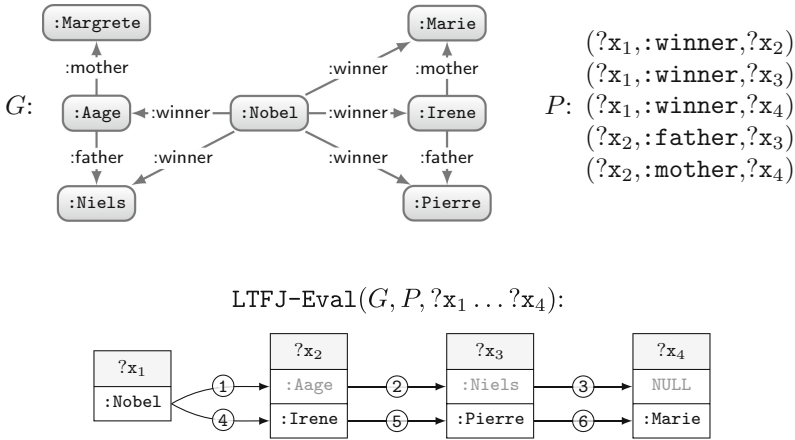 :Margrete
:Marie
:mother
:winner
:mother
G:
:Aage
:winner
:Nobel
:winner
:Irene
:father
:winner
:winner
:father
:Niels
:Pierre
P:
(?x₁,:winner,?x₂)
(?x₁,:winner,?x₃)
(?x₁,:winner,?x₄)
(?x₂,:father,?x₃)
(?x₂,:mother,?x₄)
LTFJ-Eval(G, P, ?x₁ … ?x₄):
?x₁
:Nobel
?x₂
?x₃
?x₄
① :Aage ② :Niels ③ NULL
④ :Irene ⑤ :Pierre ⑥ :Marie